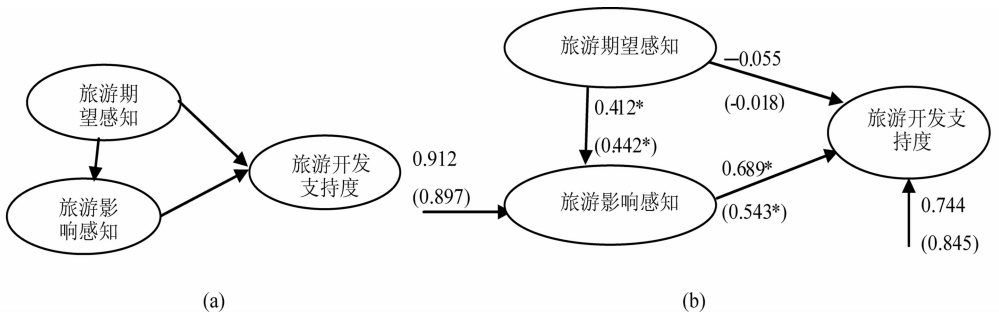 旅游期
望感知
旅游影
响感知
旅游开发
支持度
(a)
旅游期望感知
−0.055
(-0.018)
0.412*
(0.442*)
旅游开发支
持度
0.912
(0.897)
旅游影响感知
0.689*
(0.543*)
0.744
(0.845)
(b)